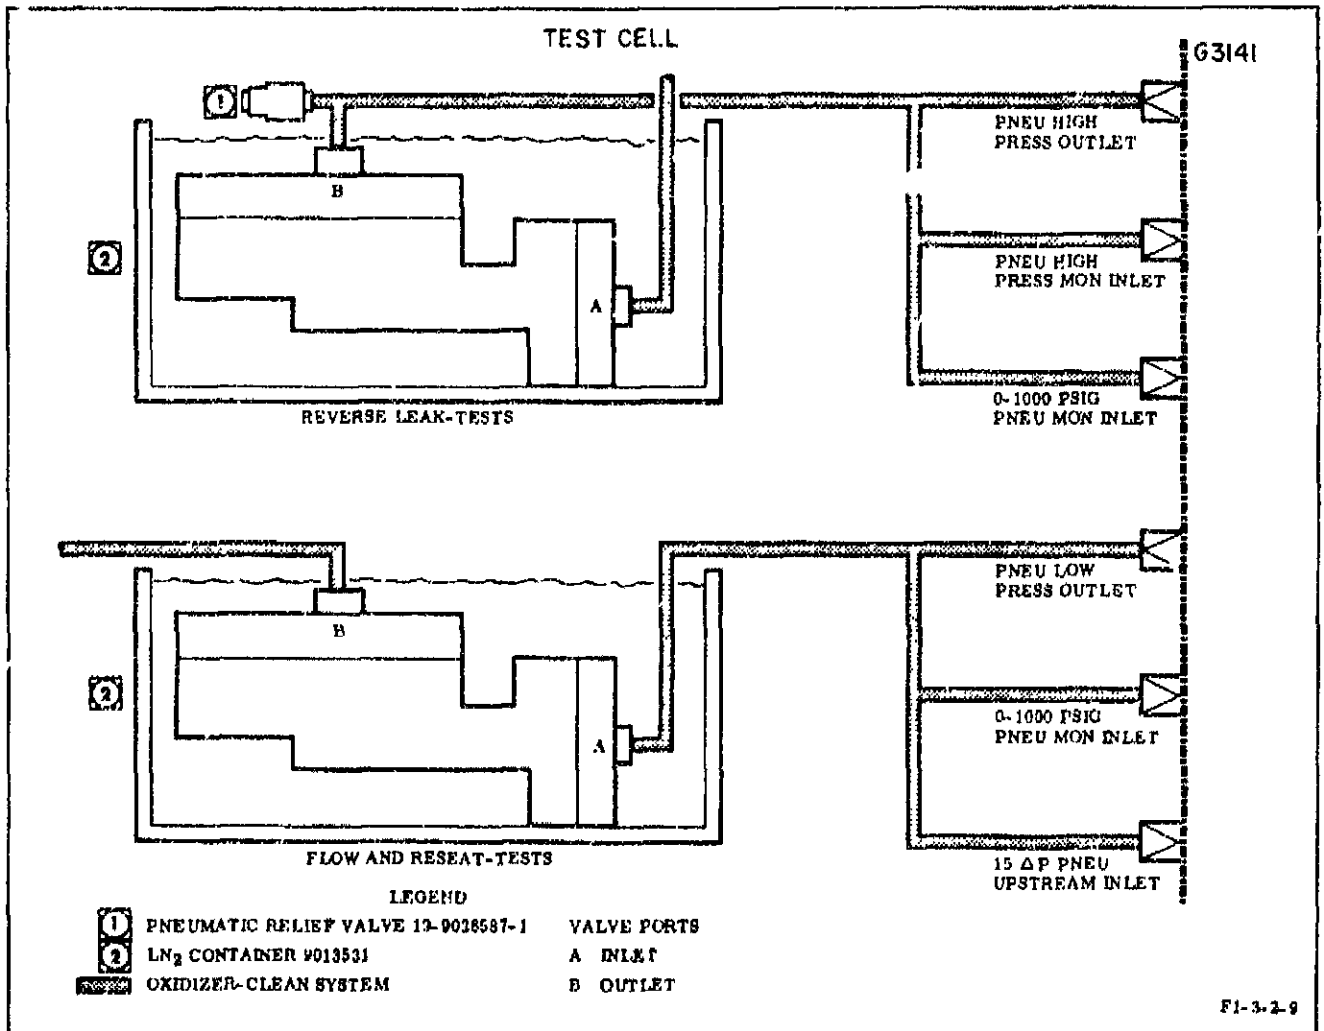 TEST CELL
G3141
1
PNEU HIGH
PRESS OUTLET
B
2
PNEU HIGH
PRESS MON INLET
A
0-1000 PSIG
PNEU MON INLET
REVERSE LEAK-TESTS
PNEU LOW
PRESS OUTLET
B
2
0-1000 PSIG
PNEU MON INLET
A
FLOW AND RESEAT-TESTS
15 Δ P PNEU
UPSTREAM INLET
LEGEND
1 PNEUMATIC RELIEF VALVE VALVE PORTS
2 LN₂ CONTAINER 9013531 A INLET
OXIDIZER-CLEAN SYSTEM B OUTLET
F1-3-2-9